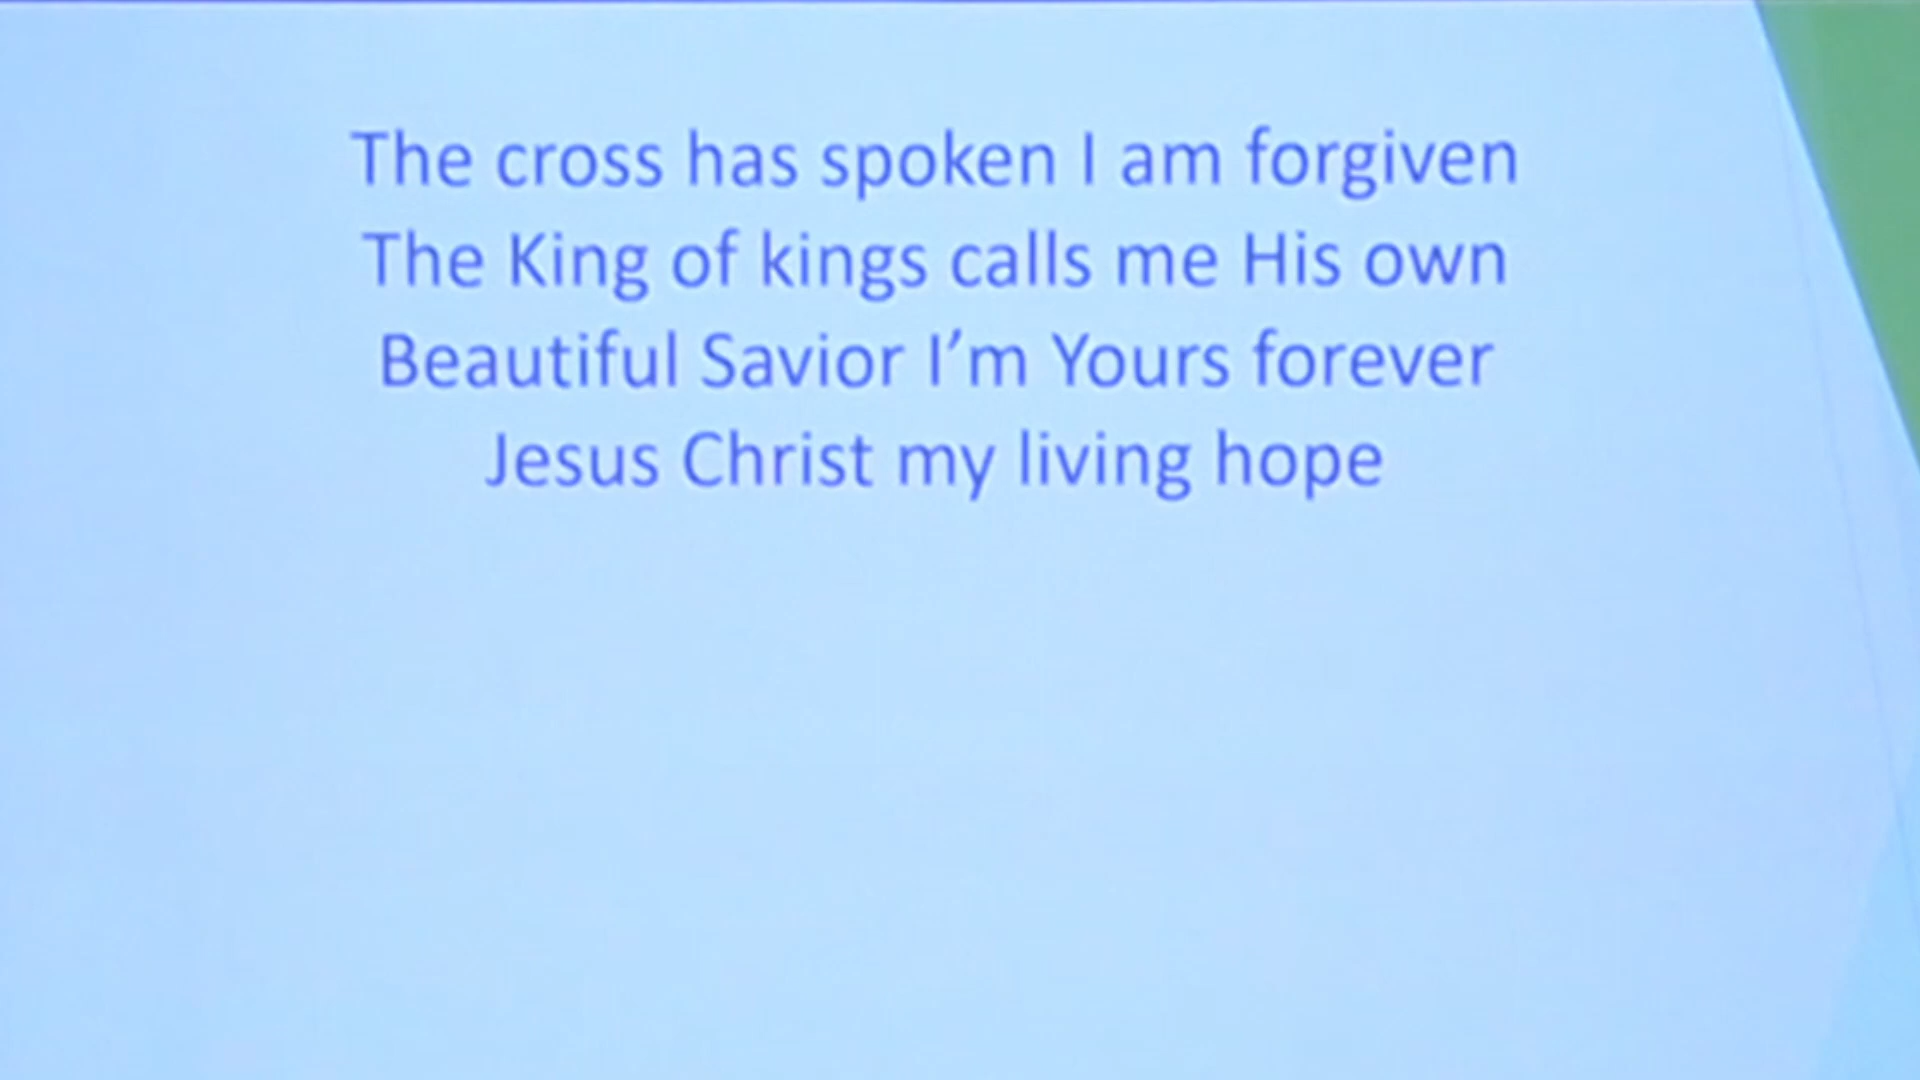 The cross has spoken I am forgiven
The King of kings calls me His own
Beautiful Savior I’m Yours forever
Jesus Christ my living hope